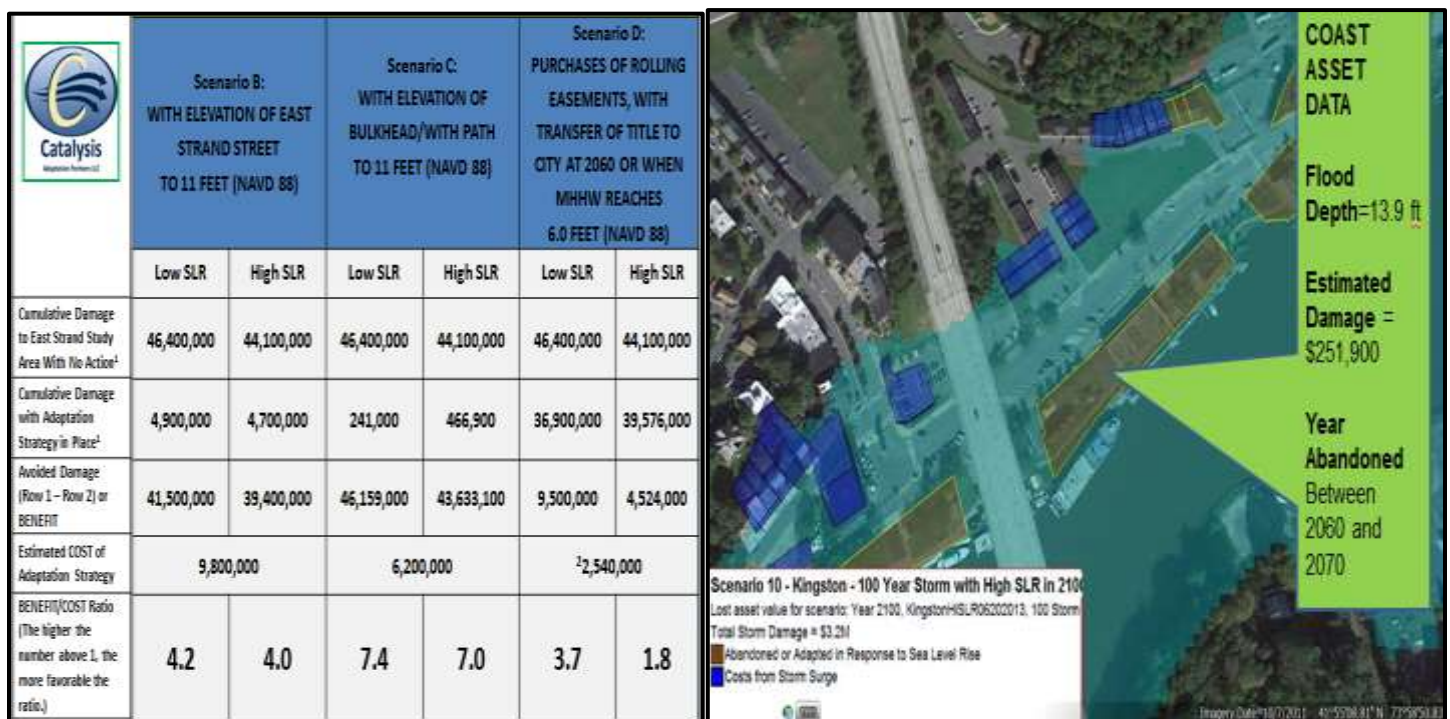 Catalysis
Adaptation Partners LLC
Scenario B:
WITH ELEVATION OF EAST
STRAND STREET
TO 11 FEET (NAVD 88)
Scenario C:
WITH ELEVATION OF
BULKHEAD/WITH PATH
TO 11 FEET (NAVD 88)
Scenario D:
PURCHASES OF ROLLING
EASEMENTS, WITH
TRANSFER OF TITLE TO
CITY AT 2060 OR WHEN
MHHW REACHES
6.0 FEET (NAVD 88)
Low SLR High SLR Low SLR High SLR Low SLR High SLR
Cumulative Damage
to East Strand Study
Area With No Action¹
46,400,000 44,100,000 46,400,000 44,100,000 46,400,000 44,100,000
Cumulative Damage
with Adaptation
Strategy in Place¹
4,900,000 4,700,000 241,000 466,900 36,900,000 39,576,000
Avoided Damage
(Row 1 – Row 2) or
BENEFIT
41,500,000 39,400,000 46,159,000 43,633,100 9,500,000 4,524,000
Estimated COST of
Adaptation Strategy
9,800,000 6,200,000 ²2,540,000
BENEFIT/COST Ratio
(The higher the
number above 1, the
more favorable the
ratio.)
4.2 4.0 7.4 7.0 3.7 1.8
COAST
ASSET
DATA
Flood
Depth=13.9 ft
Estimated
Damage =
$251,900
Year
Abandoned
Between
2060 and
2070
Scenario 10 - Kingston - 100 Year Storm with High SLR in 2100
Lost asset value for scenario: Year 2100, KingstonHISLR06202013, 100 Storm
Total Storm Damage = $3.2M
Abandoned or Adapted in Response to Sea Level Rise
Costs from Storm Surge
Imagery Date: 10/7/2011